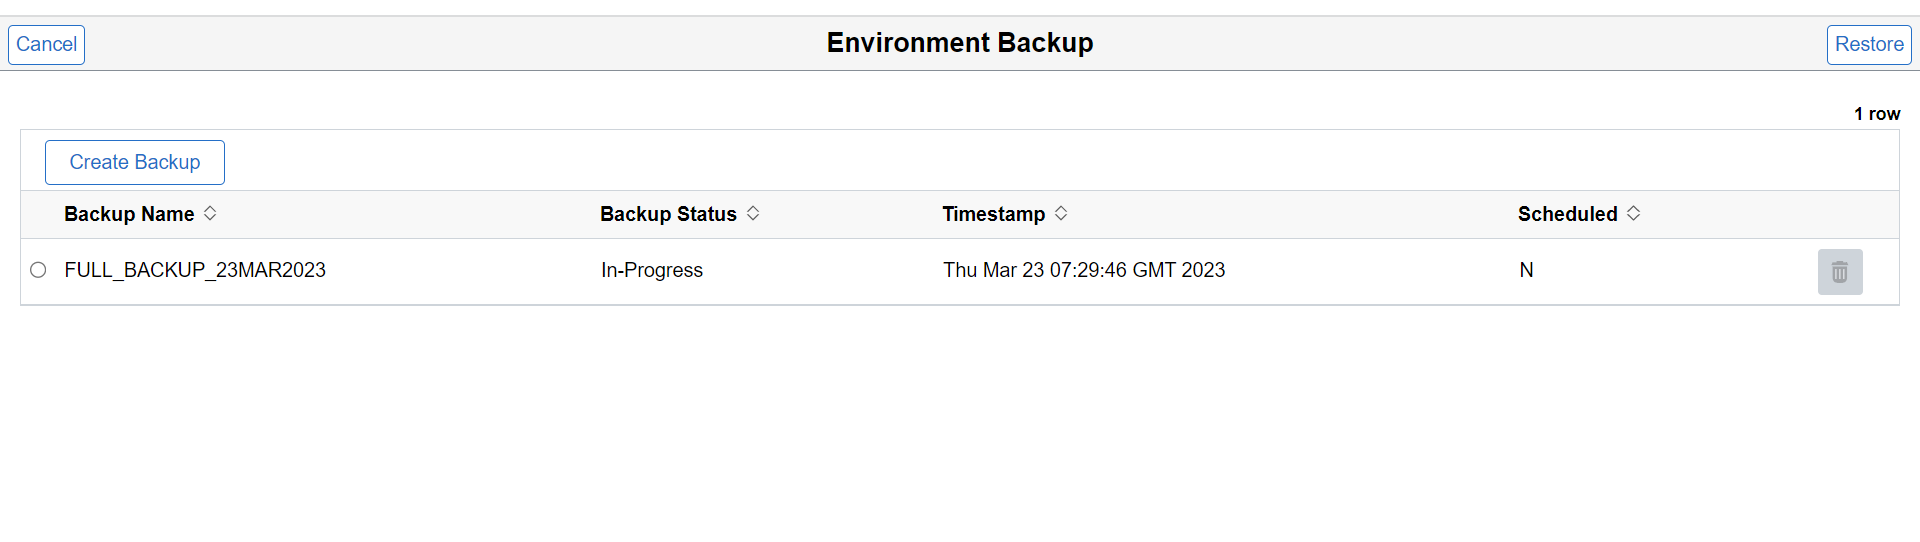 Cancel Environment Backup Restore
1 row
Create Backup
Backup Name Backup Status Timestamp Scheduled
FULL_BACKUP_23MAR2023 In-Progress Thu Mar 23 07:29:46 GMT 2023 N